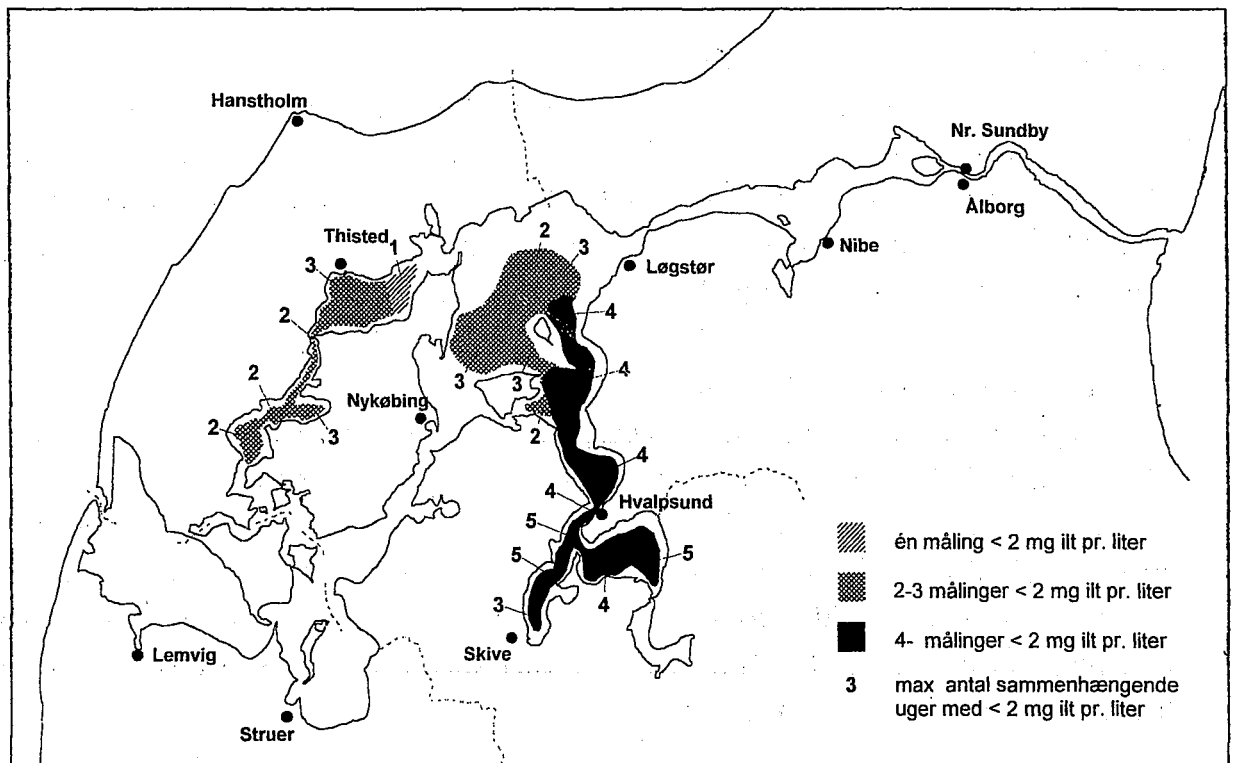 Hanstholm
Nr. Sundby
Ålborg
Nibe
Løgstør
Thisted
1
3
2
2
2
3
Nykøbing
2
3
4
4
3
3
2
4
4
Hvalpsund
5
5
5
4
3
Skive
Lemvig
Struer
én måling < 2 mg ilt pr. liter
2-3 målinger < 2 mg ilt pr. liter
4- målinger < 2 mg ilt pr. liter
3 max antal sammenhængende
uger med < 2 mg ilt pr. liter